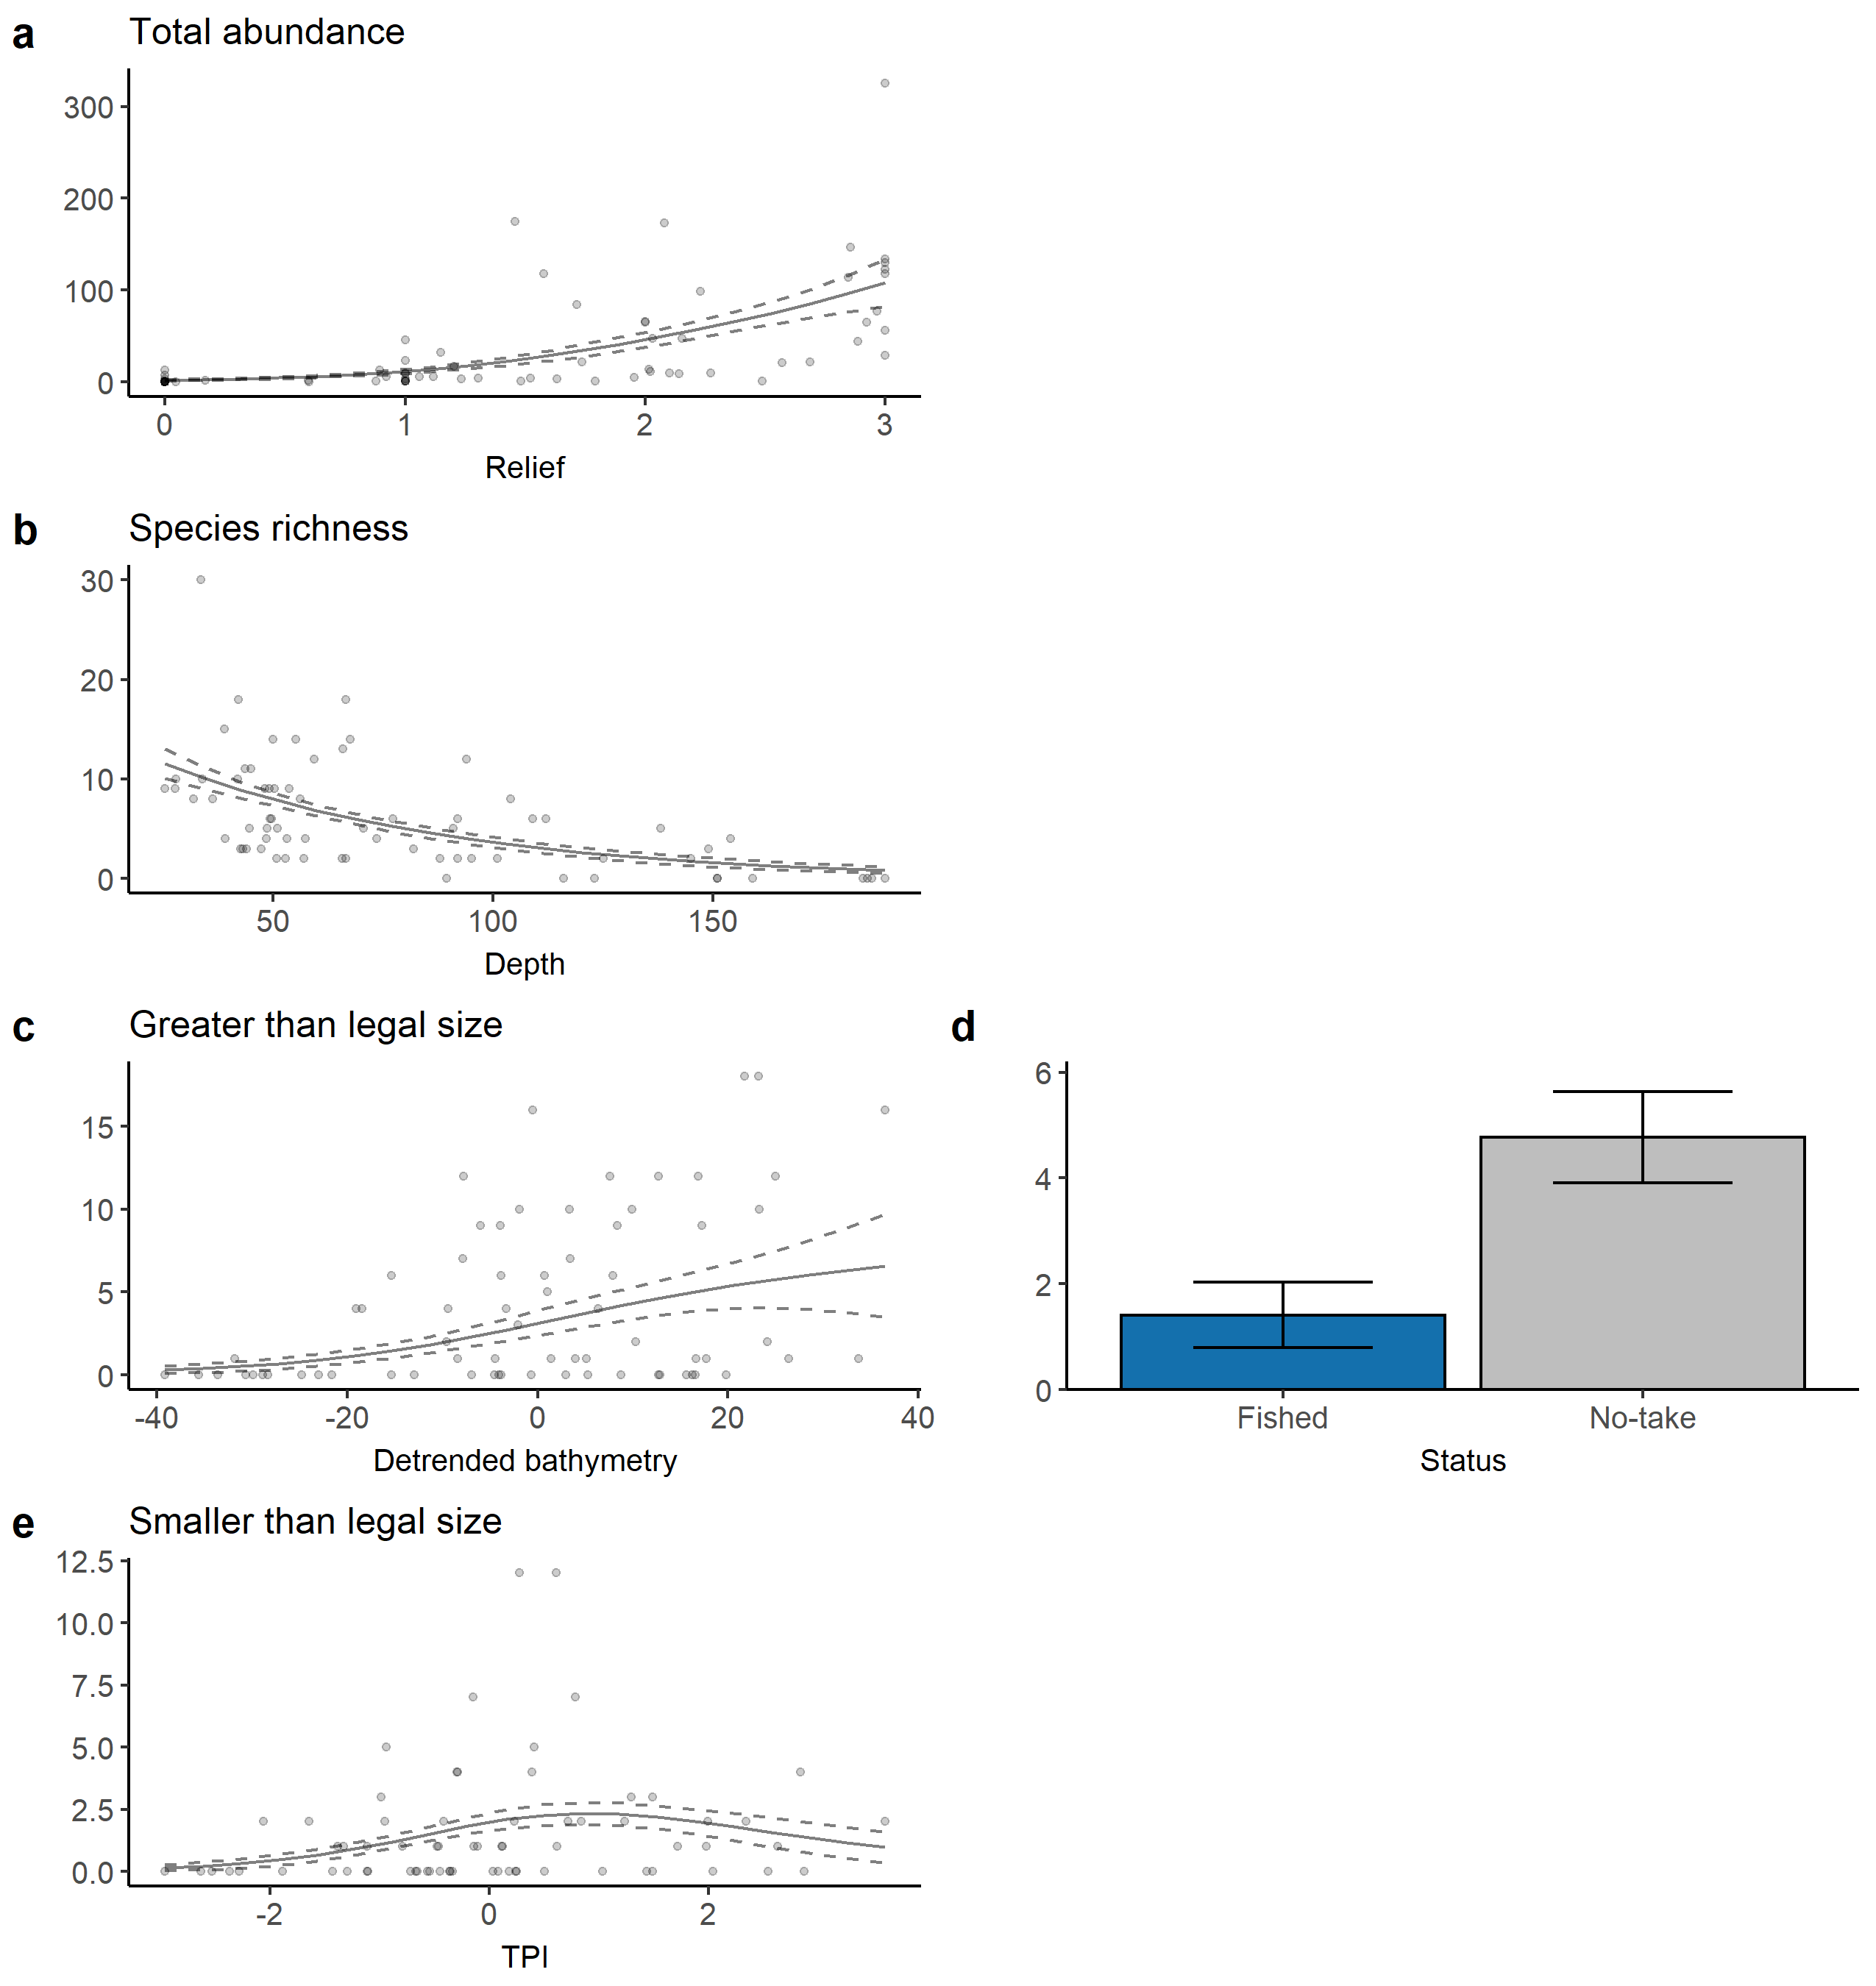 a Total abundance
300
200
100
0
0 1 2 3
Relief
b Species richness
30
20
10
0
50 100 150
Depth
c Greater than legal size
15
10
5
0
-40 -20 0 20 40
Detrended bathymetry
d
6
4
2
0
Fished No-take
Status
e Smaller than legal size
12.5
10.0
7.5
5.0
2.5
0.0
-2 0 2
TPI